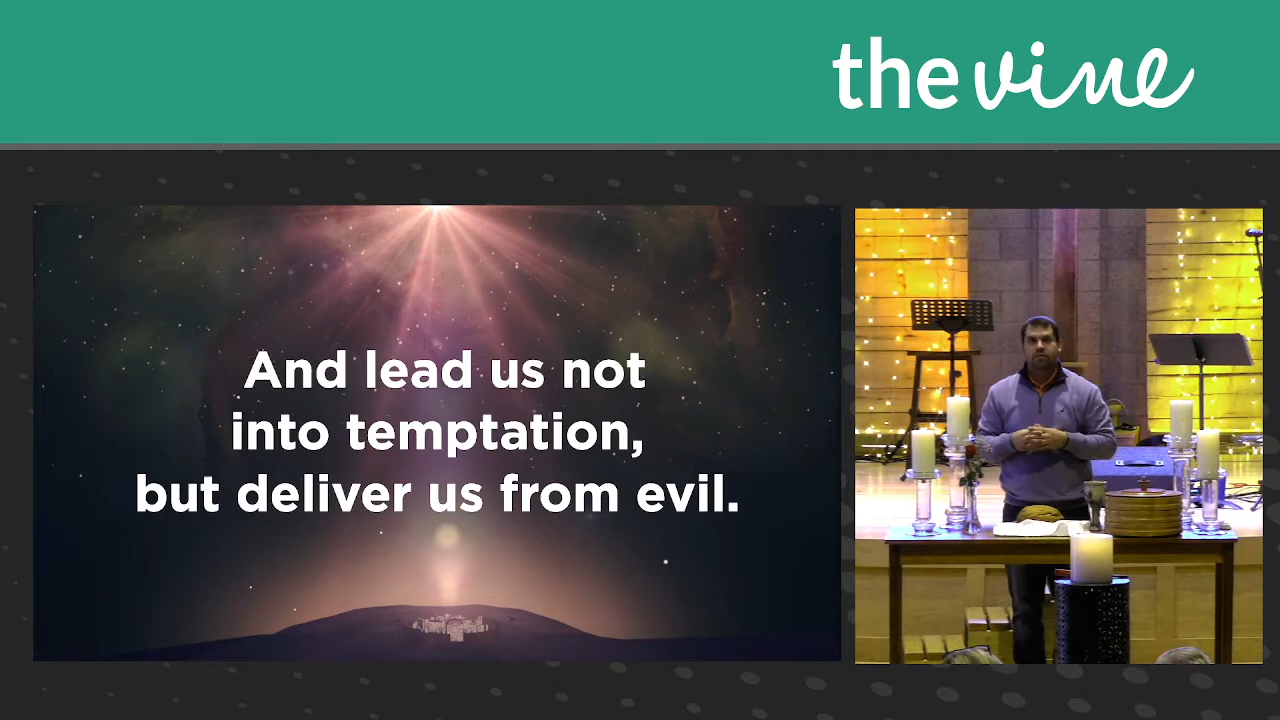 the vine
And lead us not
into temptation,
but deliver us from evil.